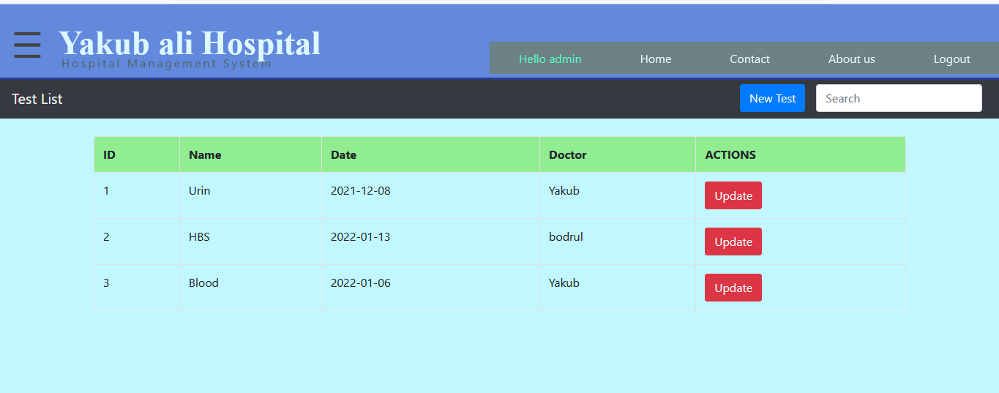 ☰ Yakub ali Hospital
Hospital Management System
Hello admin Home Contact About us Logout
Test List New Test Search
ID Name Date Doctor ACTIONS
1 Urin 2021-12-08 Yakub Update
2 HBS 2022-01-13 bodrul Update
3 Blood 2022-01-06 Yakub Update